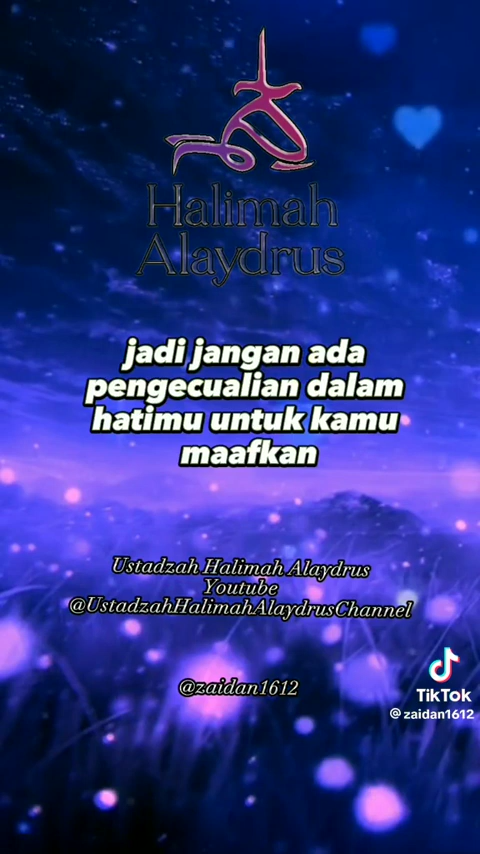 Halimah
Alaydrus
jadi jangan ada
pengecualian dalam
hatimu untuk kamu
maafkan
Ustadzah Halimah Alaydrus
Youtube
@UstadzahHalimahAlaydrusChannel
@zaidan1612
TikTok
@zaidan1612